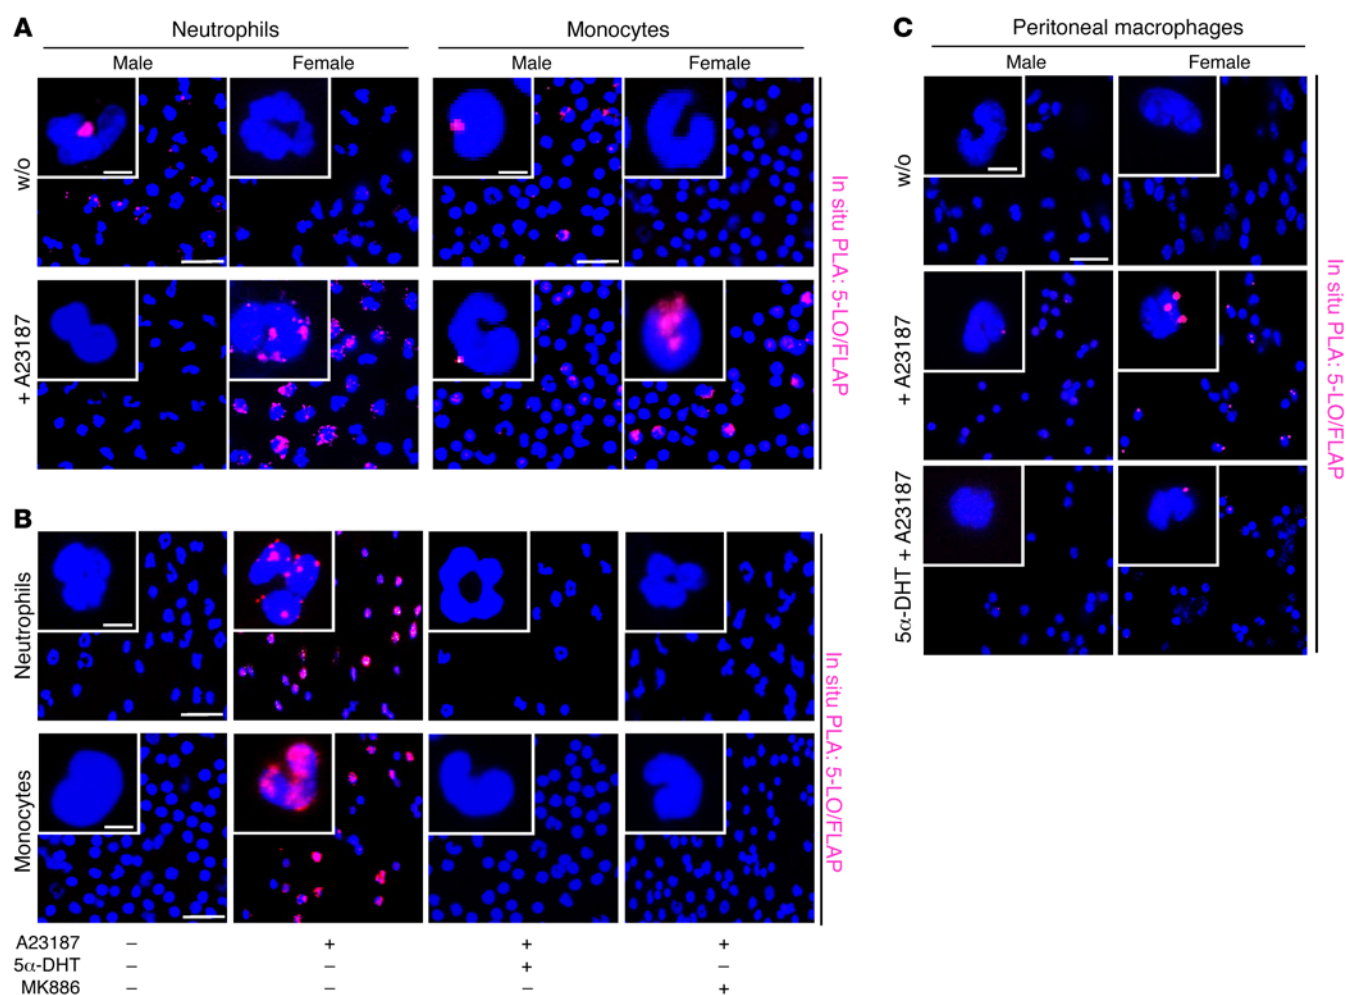 A
Neutrophils
Monocytes
Male
Female
Male
Female
w/o
+ A23187
In situ PLA: 5-LO/FLAP
B
Neutrophils
Monocytes
In situ PLA: 5-LO/FLAP
A23187 – + + +
5α-DHT – – + –
MK886 – – – +
C
Peritoneal macrophages
Male
Female
w/o
+ A23187
5α-DHT + A23187
In situ PLA: 5-LO/FLAP